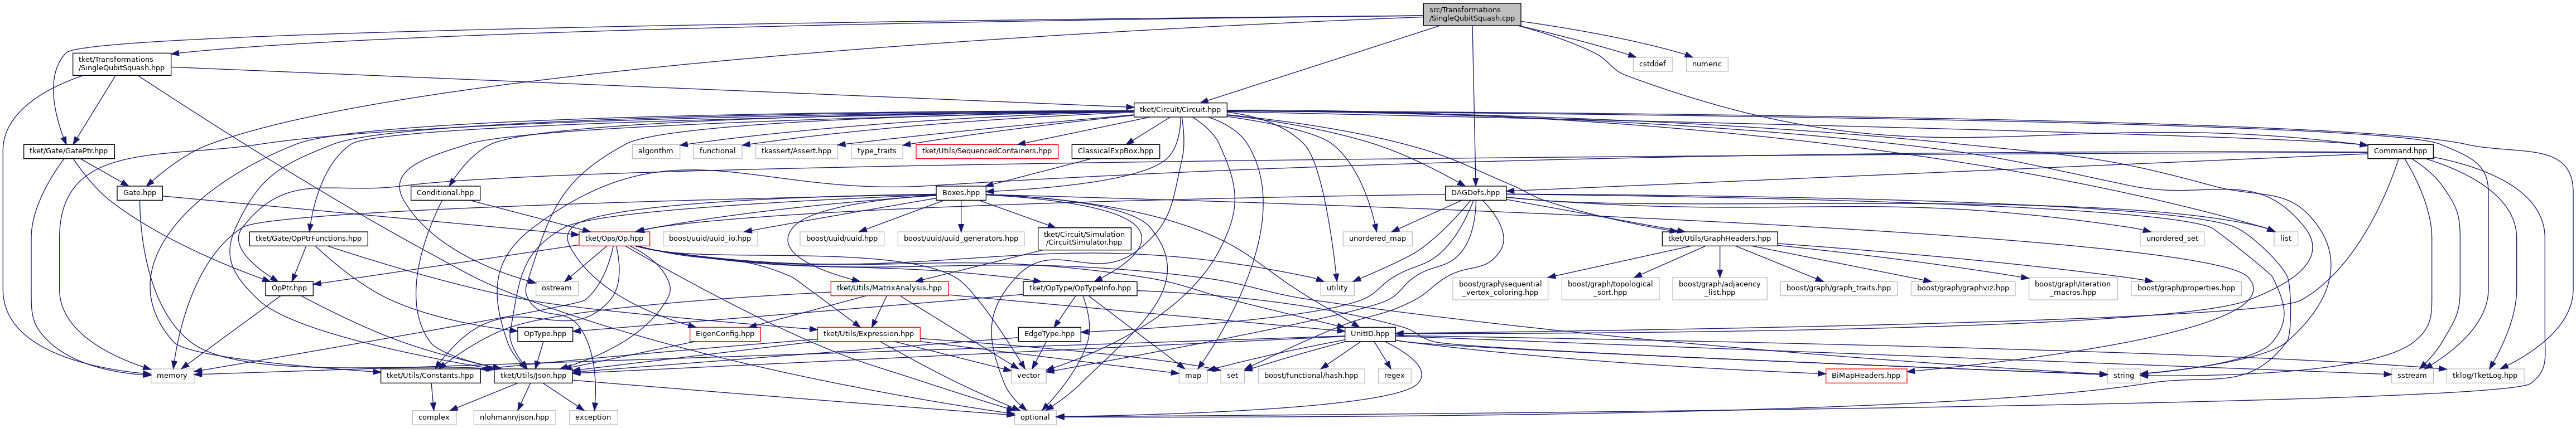 src/Transformations
/SingleQubitSquash.cpp
tket/Transformations
/SingleQubitSquash.hpp
cstddef
numeric
tket/Circuit/Circuit.hpp
tket/Gate/GatePtr.hpp
algorithm
functional
tkassert/Assert.hpp
type_traits
tket/Utils/SequencedContainers.hpp
ClassicalExpBox.hpp
Command.hpp
Gate.hpp
Conditional.hpp
Boxes.hpp
DAGDefs.hpp
tket/Gate/OpPtrFunctions.hpp
tket/Ops/Op.hpp
boost/uuid/uuid_io.hpp
boost/uuid/uuid.hpp
boost/uuid/uuid_generators.hpp
tket/Circuit/Simulation
/CircuitSimulator.hpp
unordered_map
tket/Utils/GraphHeaders.hpp
unordered_set
list
OpPtr.hpp
ostream
tket/Utils/MatrixAnalysis.hpp
tket/OpType/OpTypeInfo.hpp
utility
boost/graph/sequential
_vertex_coloring.hpp
boost/graph/topological
_sort.hpp
boost/graph/adjacency
_list.hpp
boost/graph/graph_traits.hpp
boost/graph/graphviz.hpp
boost/graph/iteration
_macros.hpp
boost/graph/properties.hpp
OpType.hpp
EigenConfig.hpp
tket/Utils/Expression.hpp
EdgeType.hpp
UnitID.hpp
memory
tket/Utils/Constants.hpp
tket/Utils/Json.hpp
vector
map
set
boost/functional/hash.hpp
regex
BiMapHeaders.hpp
string
sstream
tklog/TketLog.hpp
complex
nlohmann/json.hpp
exception
optional